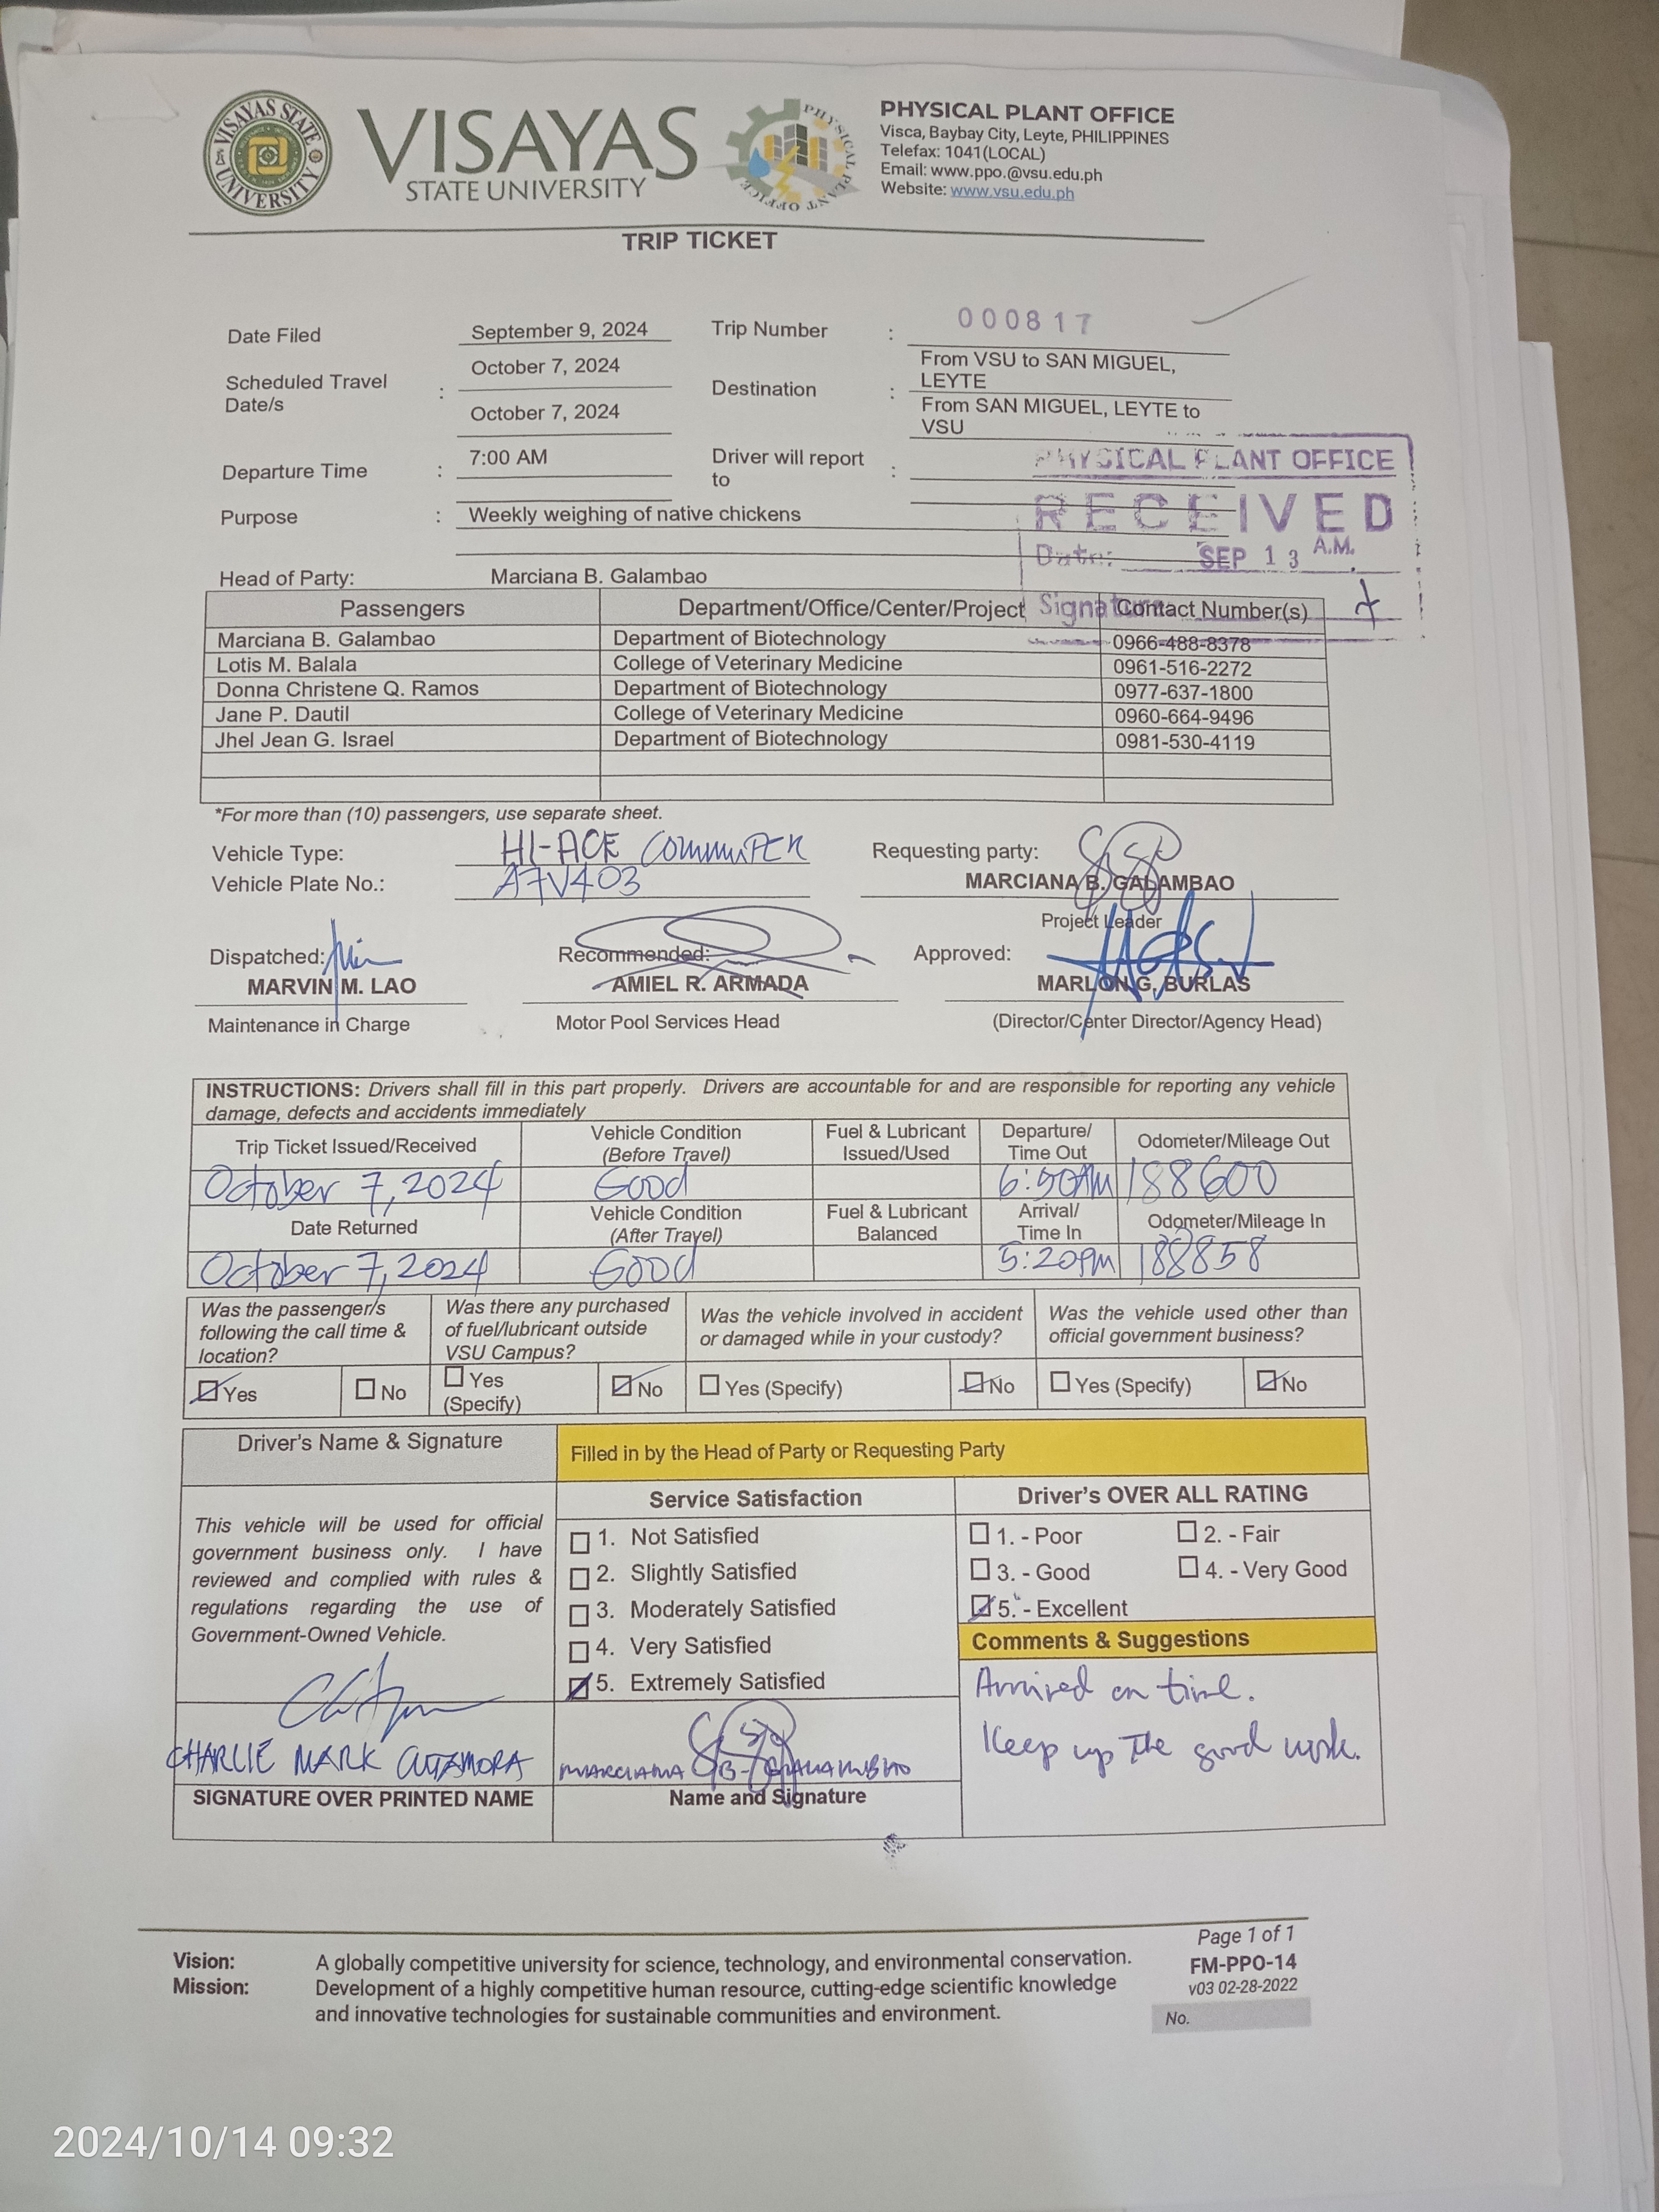 VISAYAS STATE UNIVERSITY
VISAYAS
STATE UNIVERSITY
PHYSICAL PLANT OFFICE
PHYSICAL PLANT OFFICE
Visca, Baybay City, Leyte, PHILIPPINES
Telefax: 1041(LOCAL)
Email: www.ppo.@vsu.edu.ph
Website: www.vsu.edu.ph
TRIP TICKET
Date Filed September 9, 2024 Trip Number : 000817
Scheduled Travel Date/s : October 7, 2024 Destination : From VSU to SAN MIGUEL, LEYTE
October 7, 2024 From SAN MIGUEL, LEYTE to VSU
Departure Time : 7:00 AM Driver will report to :
PHYSICAL PLANT OFFICE
RECEIVED
Date: SEP 13 A.M.
Signature
Purpose : Weekly weighing of native chickens
Head of Party: Marciana B. Galambao
Passengers Department/Office/Center/Project Contact Number(s)
Marciana B. Galambao Department of Biotechnology 0966-488-8378
Lotis M. Balala College of Veterinary Medicine 0961-516-2272
Donna Christene Q. Ramos Department of Biotechnology 0977-637-1800
Jane P. Dautil College of Veterinary Medicine 0960-664-9496
Jhel Jean G. Israel Department of Biotechnology 0981-530-4119
*For more than (10) passengers, use separate sheet.
Vehicle Type: HI-ACE COMMUTER Requesting party:
Vehicle Plate No.: A7V403 MARCIANA B. GALAMBAO
Project Leader
Dispatched: Recommended: Approved:
MARVIN M. LAO AMIEL R. ARMADA MARLON G. BURLAS
Maintenance in Charge Motor Pool Services Head (Director/Center Director/Agency Head)
INSTRUCTIONS: Drivers shall fill in this part properly. Drivers are accountable for and are responsible for reporting any vehicle
damage, defects and accidents immediately
Trip Ticket Issued/Received Vehicle Condition (Before Travel) Fuel & Lubricant Issued/Used Departure/ Time Out Odometer/Mileage Out
October 7, 2024 Good 6:50AM 188600
Date Returned Vehicle Condition (After Travel) Fuel & Lubricant Balanced Arrival/ Time In Odometer/Mileage In
October 7, 2024 Good 5:20pm 188858
Was the passenger/s following the call time & location? Was there any purchased of fuel/lubricant outside VSU Campus? Was the vehicle involved in accident or damaged while in your custody? Was the vehicle used other than official government business?
Yes No Yes (Specify) No Yes (Specify) No Yes (Specify) No
Driver's Name & Signature Filled in by the Head of Party or Requesting Party
Service Satisfaction Driver's OVER ALL RATING
This vehicle will be used for official
government business only. I have
reviewed and complied with rules &
regulations regarding the use of
Government-Owned Vehicle.
1. Not Satisfied
2. Slightly Satisfied
3. Moderately Satisfied
4. Very Satisfied
5. Extremely Satisfied
1. - Poor 2. - Fair
3. - Good 4. - Very Good
5. - Excellent
Comments & Suggestions
Arrived on time.
Keep up the good work.
CHARLIE MARK CUTAMORA MARCIANA B. GALAMBAO
SIGNATURE OVER PRINTED NAME Name and Signature
Page 1 of 1
Vision: A globally competitive university for science, technology, and environmental conservation.
FM-PPO-14
Mission: Development of a highly competitive human resource, cutting-edge scientific knowledge
v03 02-28-2022
and innovative technologies for sustainable communities and environment.
No.
2024/10/14 09:32